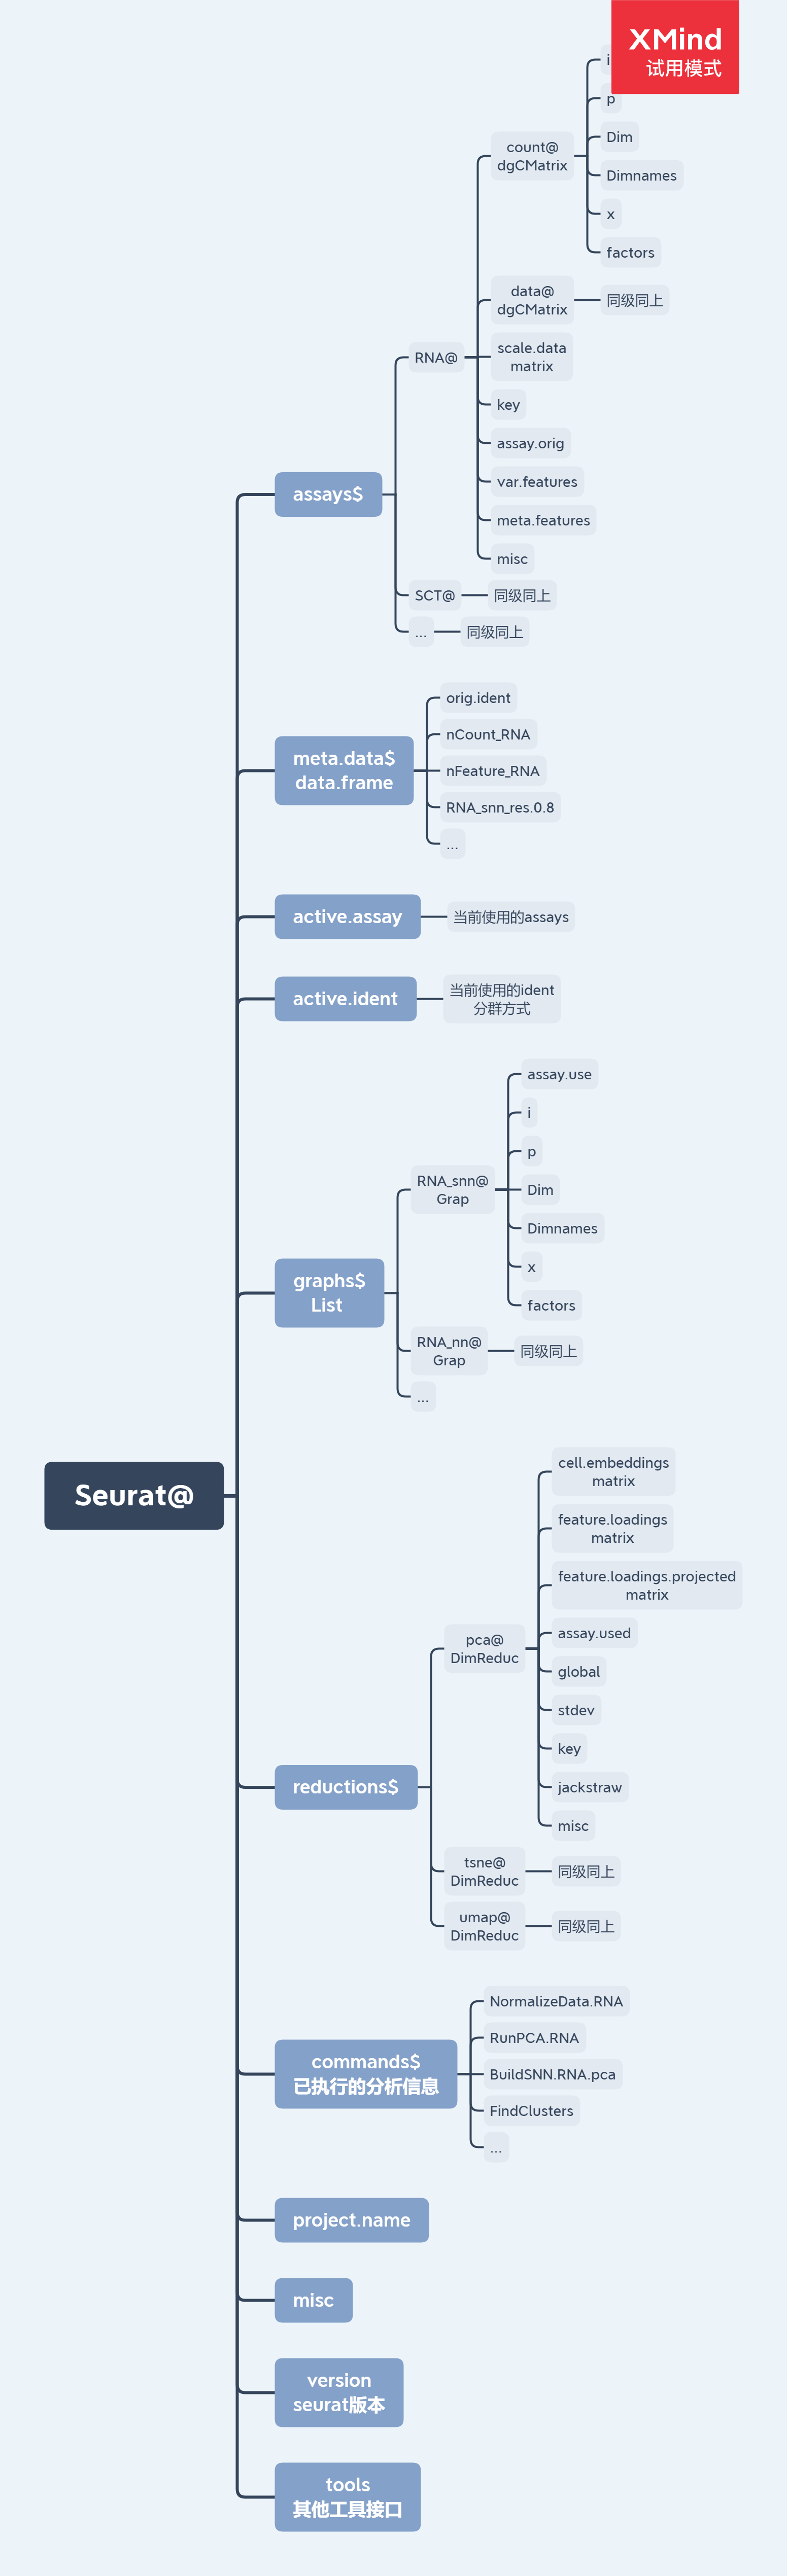 XMind
试用模式
i
p
Dim
Dimnames
x
factors
count@
dgCMatrix
data@
dgCMatrix
同级同上
scale.data
matrix
RNA@
key
assay.orig
var.features
meta.features
misc
assays$
SCT@
同级同上
...
同级同上
orig.ident
nCount_RNA
nFeature_RNA
RNA_snn_res.0.8
...
meta.data$
data.frame
active.assay
当前使用的assays
active.ident
当前使用的ident
分群方式
assay.use
i
p
Dim
Dimnames
x
factors
RNA_snn@
Grap
graphs$
List
RNA_nn@
Grap
同级同上
...
Seurat@
cell.embeddings
matrix
feature.loadings
matrix
feature.loadings.projected
matrix
assay.used
global
stdev
key
jackstraw
misc
pca@
DimReduc
reductions$
tsne@
DimReduc
同级同上
umap@
DimReduc
同级同上
NormalizeData.RNA
RunPCA.RNA
BuildSNN.RNA.pca
FindClusters
...
commands$
已执行的分析信息
project.name
misc
version
seurat版本
tools
其他工具接口